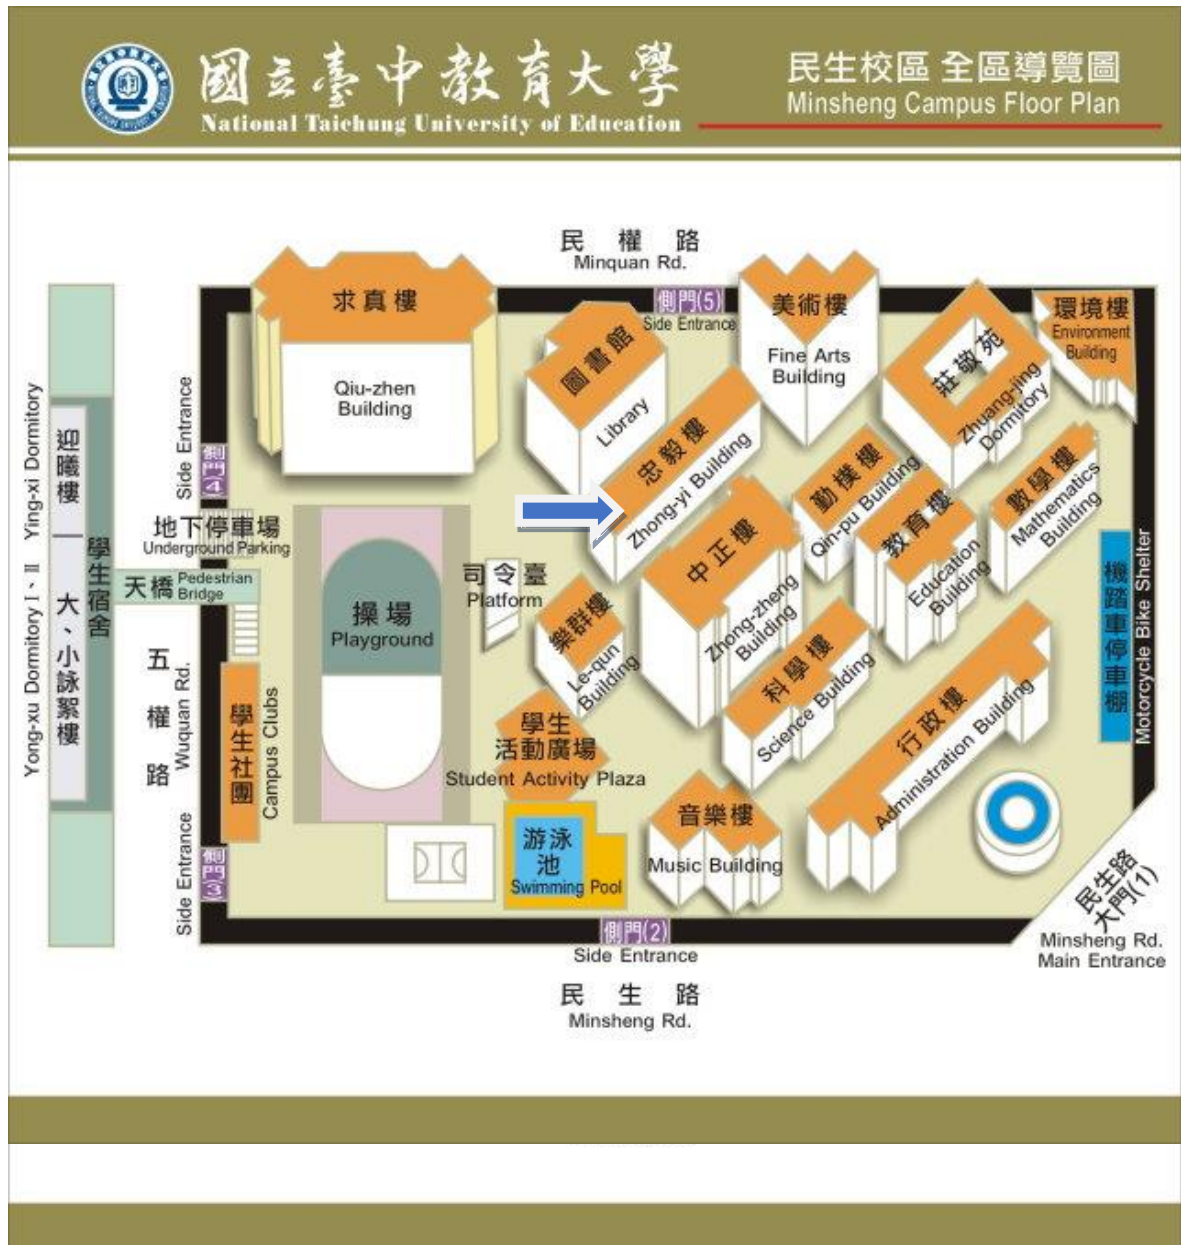 國立臺中教育大學
National Taichung University of Education
民生校區 全區導覽圖
Minsheng Campus Floor Plan
民權路
Minquan Rd.
側門(5)
Side Entrance
求真樓
Qiu-zhen
Building
圖書館
Library
美術樓
Fine Arts
Building
莊敬苑
Zhuang-jing
Dormitory
環境樓
Environment
Building
忠毅樓
Zhong-yi Building
中正樓
Zhong-zheng
Building
勤樸樓
Qin-pu Building
教育樓
Education
Building
數學樓
Mathematics
Building
機踏車停車棚
Motorcycle Bike Shelter
Side Entrance
側門(4)
Ying-xi Dormitory
迎曦樓
學生宿舍
Yong-xu Dormitory I、II
大、小詠絮樓
地下停車場
Underground Parking
天橋
Pedestrian
Bridge
五權路
Wuquan Rd.
學生社團
Campus Clubs
Side Entrance
側門(3)
操場
Playground
司令臺
Platform
樂群樓
Le-qun
Building
學生
活動廣場
Student Activity Plaza
科學樓
Science Building
行政樓
Administration Building
游泳
池
Swimming Pool
音樂樓
Music Building
側門(2)
Side Entrance
民生路
Minsheng Rd.
民生路
大門(1)
Minsheng Rd.
Main Entrance